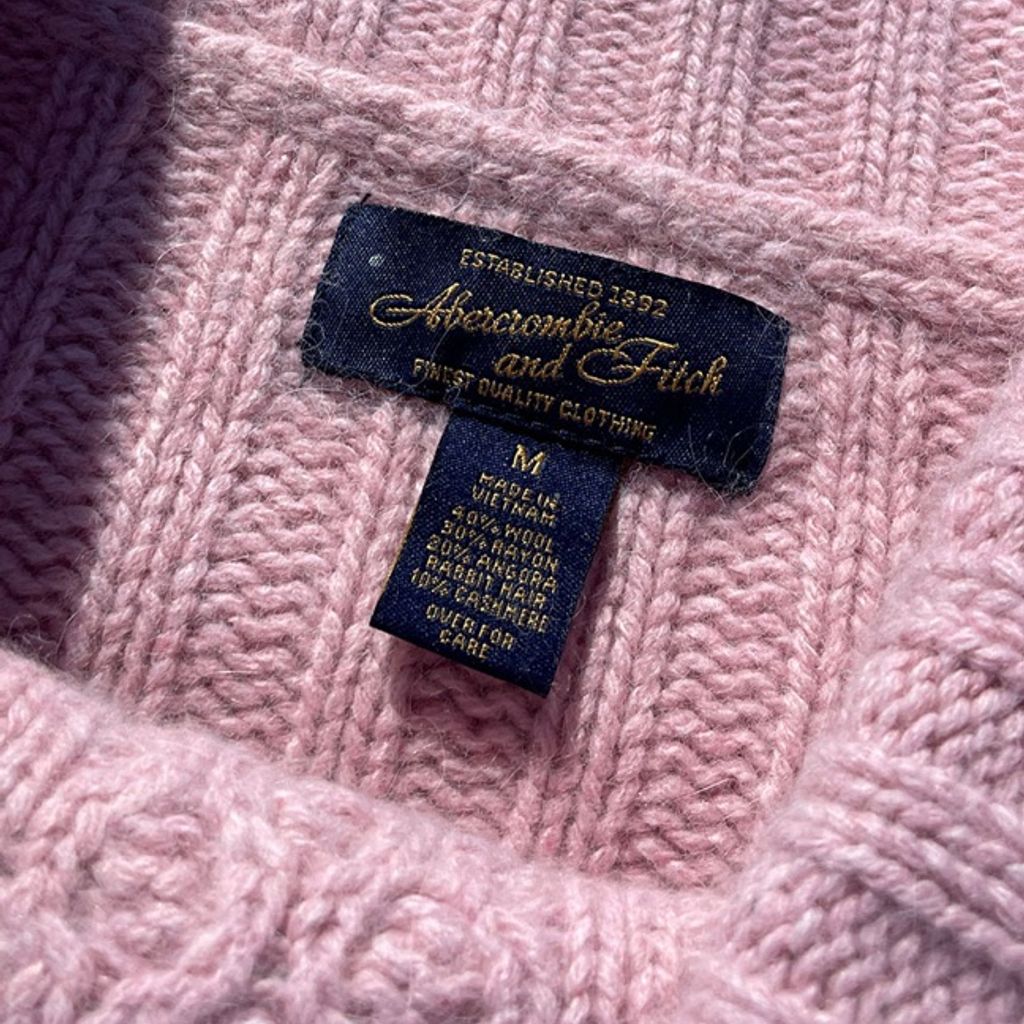 ESTABLISHED 1892
Abercrombie
and Fitch
FINEST QUALITY CLOTHING
M
MADE IN
VIETNAM
40% WOOL
30% RAYON
20% ANGORA
RABBIT HAIR
10% CASHMERE
OVER FOR
CARE